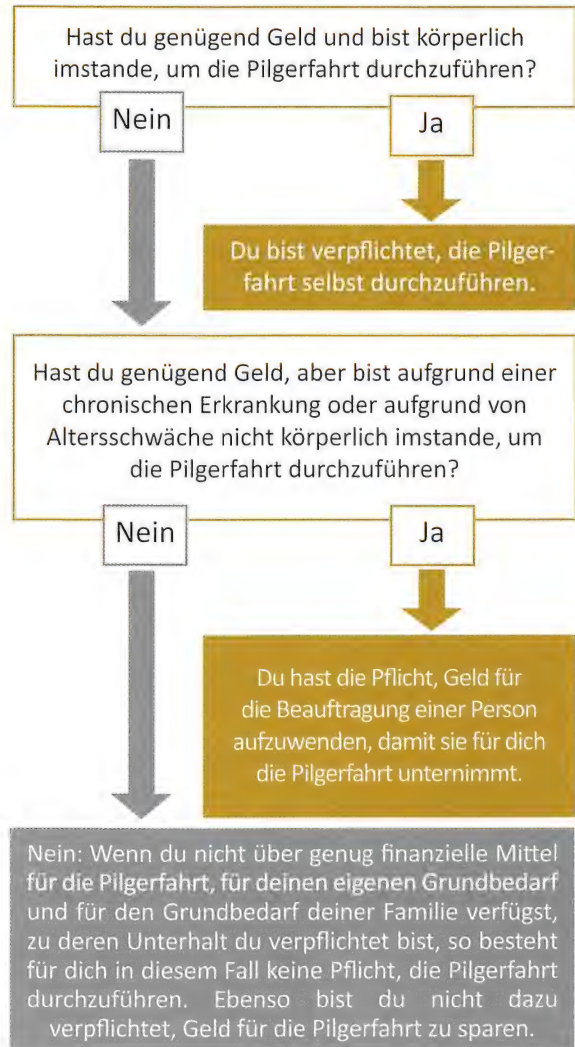 Hast du genügend Geld und bist körperlich
imstande, um die Pilgerfahrt durchzuführen?
Nein
Ja
Du bist verpflichtet, die Pilger-
fahrt selbst durchzuführen.
Hast du genügend Geld, aber bist aufgrund einer
chronischen Erkrankung oder aufgrund von
Altersschwäche nicht körperlich imstande, um
die Pilgerfahrt durchzuführen?
Nein
Ja
Du hast die Pflicht, Geld für
die Beauftragung einer Person
aufzuwenden, damit sie für dich
die Pilgerfahrt unternimmt.
Nein: Wenn du nicht über genug finanzielle Mittel
für die Pilgerfahrt, für deinen eigenen Grundbedarf
und für den Grundbedarf deiner Familie verfügst,
zu deren Unterhalt du verpflichtet bist, so besteht
für dich in diesem Fall keine Pflicht, die Pilgerfahrt
durchzuführen. Ebenso bist du nicht dazu
verpflichtet, Geld für die Pilgerfahrt zu sparen.